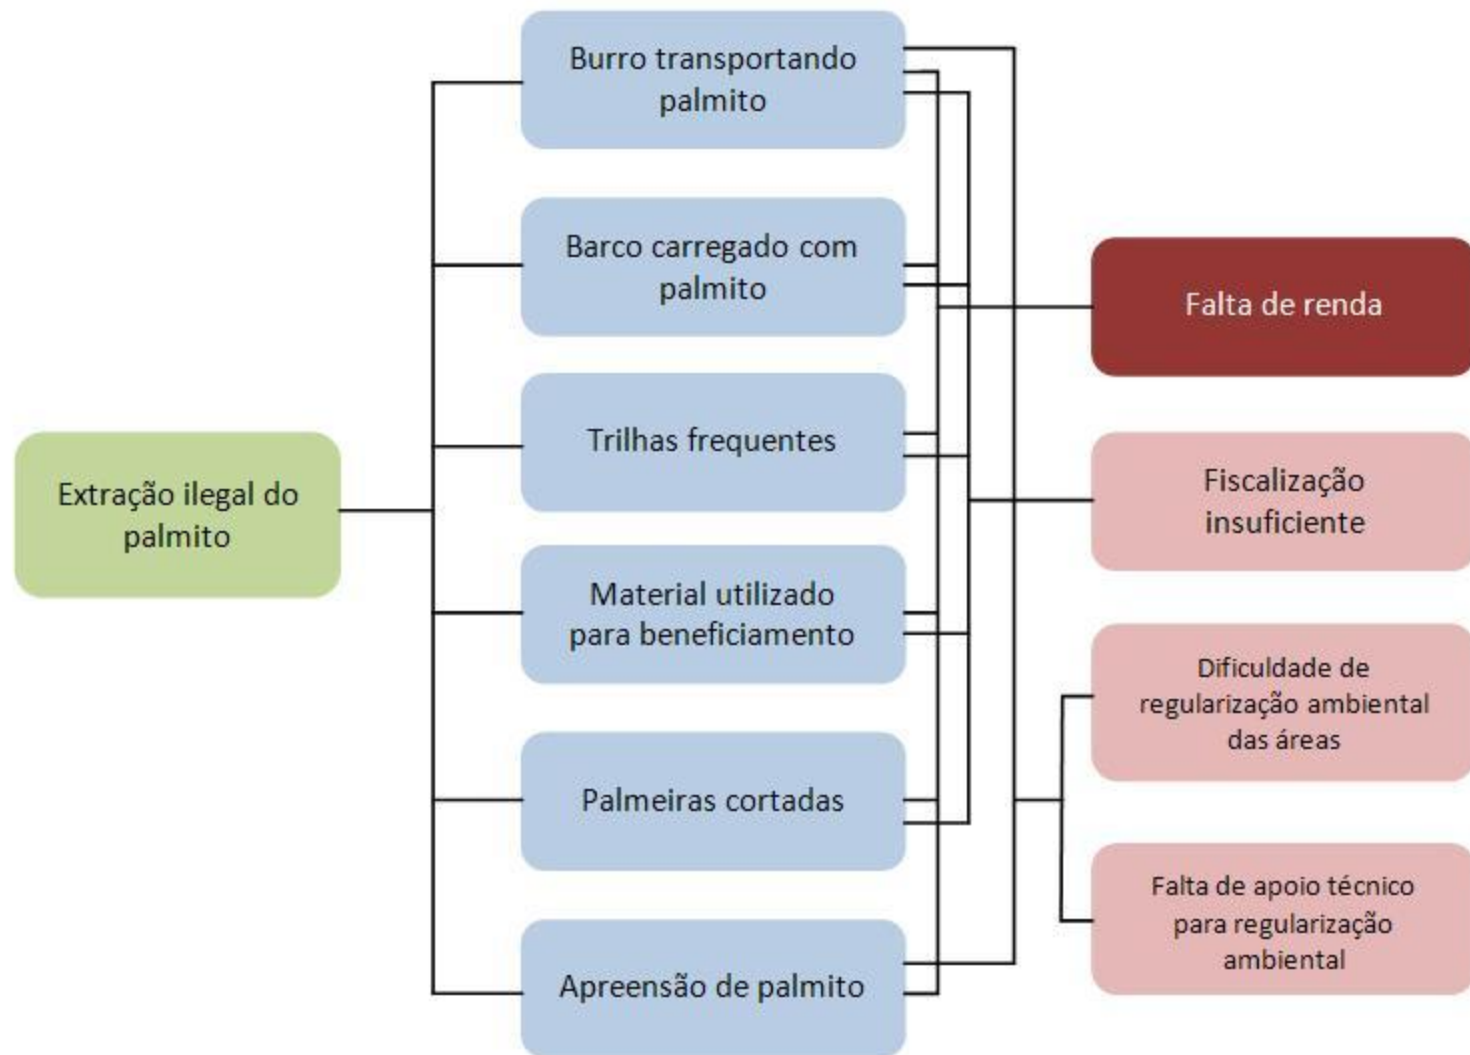 Extração ilegal do
palmito
Burro transportando
palmito
Barco carregado com
palmito
Trilhas frequentes
Material utilizado
para beneficiamento
Palmeiras cortadas
Apreensão de palmito
Falta de renda
Fiscalização
insuficiente
Dificuldade de
regularização ambiental
das áreas
Falta de apoio técnico
para regularização
ambiental